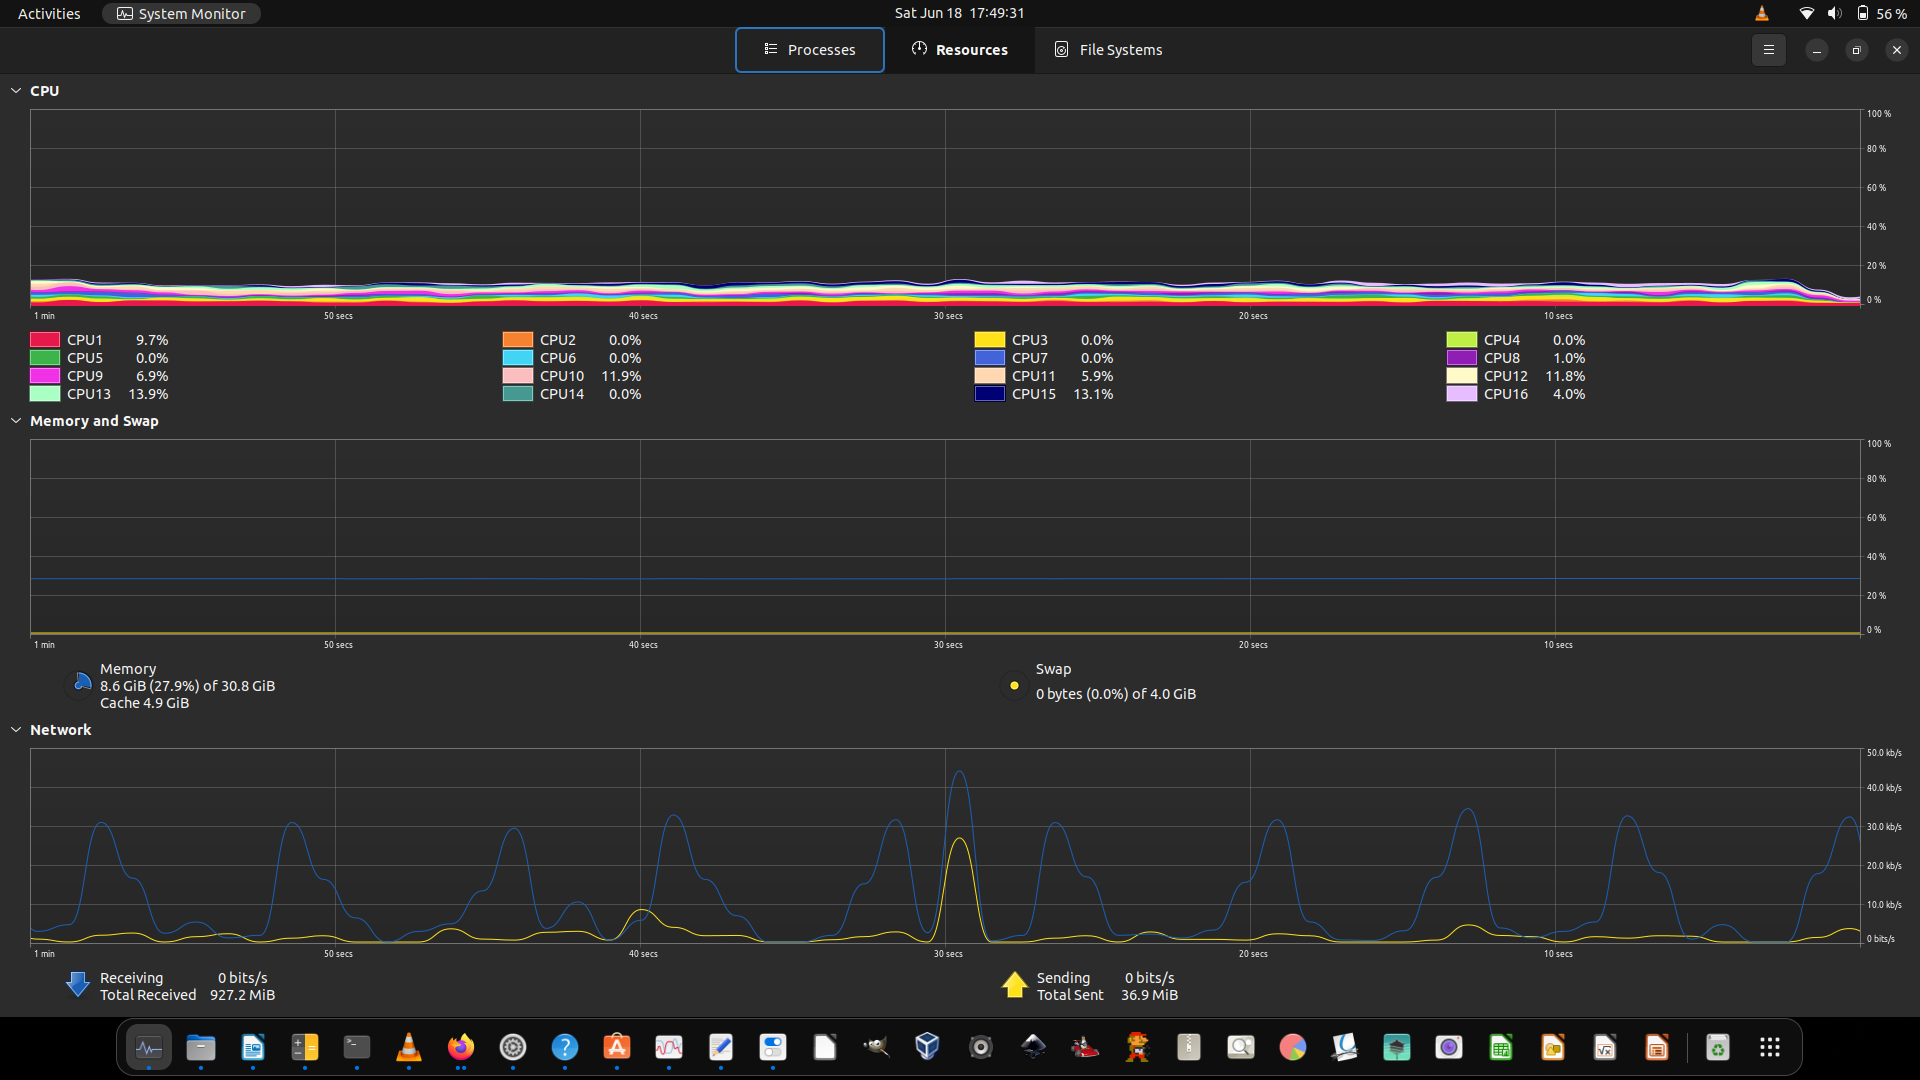 Activities System Monitor Sat Jun 18 17:49:31 56 %
Processes Resources File Systems
CPU
100 %
80 %
60 %
40 %
20 %
0 %
1 min 50 secs 40 secs 30 secs 20 secs 10 secs
CPU1 9.7% CPU2 0.0% CPU3 0.0% CPU4 0.0%
CPU5 0.0% CPU6 0.0% CPU7 0.0% CPU8 1.0%
CPU9 6.9% CPU10 11.9% CPU11 5.9% CPU12 11.8%
CPU13 13.9% CPU14 0.0% CPU15 13.1% CPU16 4.0%
Memory and Swap
100 %
80 %
60 %
40 %
20 %
0 %
1 min 50 secs 40 secs 30 secs 20 secs 10 secs
Memory
8.6 GiB (27.9%) of 30.8 GiB
Cache 4.9 GiB
Swap
0 bytes (0.0%) of 4.0 GiB
Network
50.0 kb/s
40.0 kb/s
30.0 kb/s
20.0 kb/s
10.0 kb/s
0 bits/s
1 min 50 secs 40 secs 30 secs 20 secs 10 secs
Receiving 0 bits/s
Total Received 927.2 MiB
Sending 0 bits/s
Total Sent 36.9 MiB